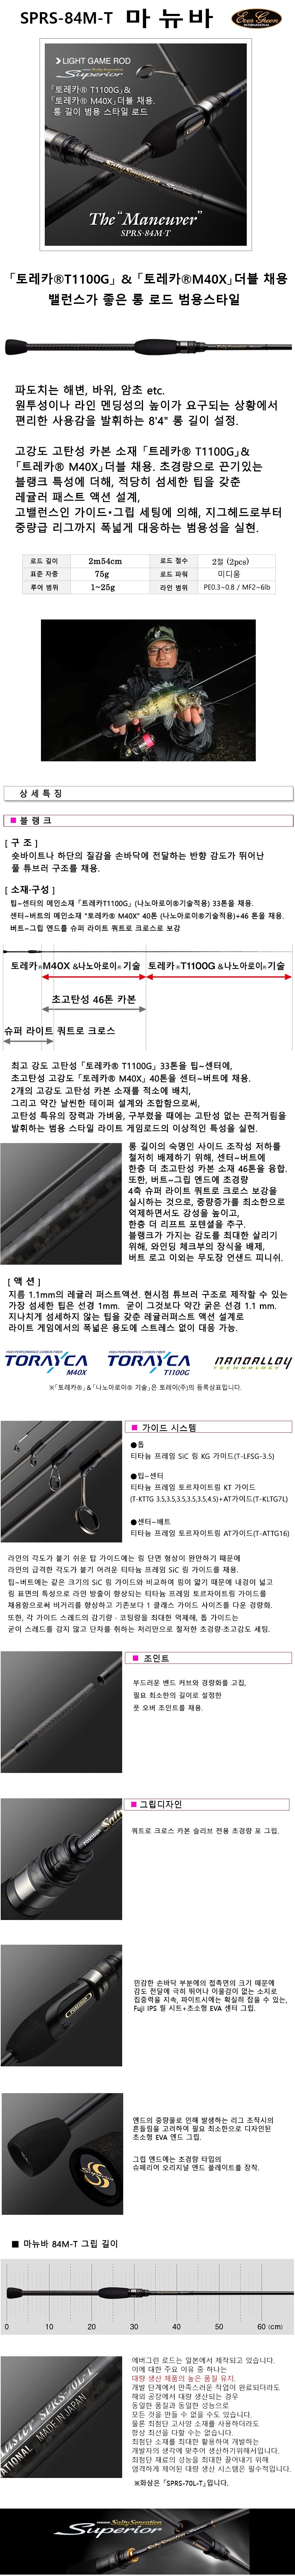 SPRS-84M-T 마뉴바
Ever Green
INTERNATIONAL
LIGHT GAME ROD
Salty Sensation
Superior
「토레카® T1100G」&
「토레카® M40X」더블 채용.
롱 길이 범용 스타일 로드
Salty Sensation
The "Maneuver"
SPRS-84M-T
「토레카®T1100G」 & 「토레카®M40X」더블 채용
밸런스가 좋은 롱 로드 범용스타일
파도치는 해변, 바위, 암초 etc.
원투성이나 라인 멘딩성의 높이가 요구되는 상황에서
편리한 사용감을 발휘하는 8'4" 롱 길이 설정.
고강도 고탄성 카본 소재 「토레카® T1100G」&
「토레카® M40X」더블 채용. 초경량으로 끈기있는
블랭크 특성에 더해, 적당히 섬세한 팁을 갖춘
레귤러 패스트 액션 설계,
고밸런스인 가이드·그립 세팅에 의해, 지그헤드로부터
중량급 리그까지 폭넓게 대응하는 범용성을 실현.
로드 길이 2m54cm 로드 절수 2절 (2pcs)
표준 자중 75g 로드 파워 미디움
루어 범위 1~25g 라인 범위 PE0.3~0.8 / MF2~6lb
상 세 특 징
■ 블 랭 크
[ 구 조 ]
숏바이트나 하단의 질감을 손바닥에 전달하는 반향 감도가 뛰어난
풀 튜브러 구조를 채용.
[ 소재·구성 ]
팁~센터의 메인소재 「토레카T1100G」 (나노아로이®기술적용) 33톤을 채용.
센터~버트의 메인소재 "토레카® M40X" 40톤 (나노아로이®기술적용)+46 톤을 채용.
버트~그립 엔드를 슈퍼 라이트 쿼트로 크로스로 보강
토레카®M40X &나노아로이® 기술 토레카®T1100G &나노아로이®기술
초고탄성 46톤 카본
슈퍼 라이트 쿼트로 크로스
최고 강도 고탄성 「토레카® T1100G」 33톤을 팁~센터에,
초고탄성 고강도 「토레카® M40X」 40톤을 센터~버트에 채용.
2개의 고강도 고탄성 카본 소재를 적소에 배치,
그리고 약간 날씬한 테이퍼 설계와 조합함으로써,
고탄성 특유의 장력과 가벼움, 구부렸을 때에는 고탄성 없는 끈적거림을
발휘하는 범용 스타일 라이트 게임로드의 이상적인 특성을 실현.
롱 길이의 숙명인 사이드 조작성 저하를
철저히 배제하기 위해, 센터~버트에
한층 더 초고탄성 카본 소재 46톤을 융합.
또한, 버트~그립 엔드에 초경량
4축 슈퍼 라이트 쿼트로 크로스 보강을
실시하는 것으로, 중량증가를 최소한으로
억제하면서도 감성을 높이고,
한층 더 리프트 포텐셜을 추구.
블랭크가 가지는 감도를 최대한 살리기
위해, 와인딩 체크부의 장식을 배제,
버트 로고 이외는 무도장 언샌드 피니쉬.
[ 액 션 ]
지름 1.1mm의 레귤러 패스트액션. 현시점 튜브러 구조로 제작할 수 있는
가장 섬세한 팁은 선경 1mm. 굳이 그것보다 약간 굵은 선경 1.1 mm.
지나치게 섬세하지 않는 팁을 갖춘 레귤러패스트 액션 설계로
라이트 게임에서의 폭넓은 용도에 스트레스 없이 대응 가능.
HIGH-PERFORMANCE CARBON FIBER HIGH-PERFORMANCE CARBON FIBER
TORAYCA TORAYCA NANOALLOY
M40X T1100G TECHNOLOGY
※「토레카®」&「나노아로이® 기술」은 토레이(주)의 등록상표입니다.
■ 가이드 시스템
●톱
티타늄 프레임 SiC 링 KG 가이드(T-LFSG-3.5)
●팁~센터
티타늄 프레임 토르자이트링 KT 가이드
(T-KTTG 3.5,3.5,3.5,3.5,3.5,4.5)+AT가이드(T-KLTG7L)
●센터~배트
티타늄 프레임 토르자이트링 AT가이드(T-ATTG16)
라인의 각도가 붙기 쉬운 탑 가이드에는 링 단면 형상이 완만하기 때문에
라인의 급격한 각도가 붙기 어려운 티타늄 프레임 SiC 링 가이드를 채용.
팁~버트에는 같은 크기의 SiC 링 가이드와 비교하여 링이 얇기 때문에 내경이 넓고
링 표면의 특성으로 라인 방출이 향상되는 티타늄 프레임 토르자이트링 가이드를
채용함으로써 비거리를 향상하고 기존보다 1 클래스 가이드 사이즈를 다운 경량화.
또한, 각 가이드 스레드의 감기량 · 코팅량을 최대한 억제해, 톱 가이드는
굳이 스레드를 감지 않고 단차를 취하는 처리만으로 철저한 초경량·초고감도 세팅.
■ 조인트
부드러운 밴드 커브와 경량화를 고집,
필요 최소한의 길이로 설정한
풋 오버 조인트를 채용.
■ 그립디자인
쿼트로 크로스 카본 슬리브 전용 초경량 포 그립.
민감한 손바닥 부분에의 접촉면의 크기 때문에
감도 전달에 극히 뛰어나 이물감이 없는 소지로
집중력을 지속, 파이트시에는 확실히 잡을 수 있는,
Fuji IPS 릴 시트+초소형 EVA 센터 그립.
엔드의 중량물로 인해 발생하는 리그 조작시의
흔들림을 고려하여 필요 최소한으로 디자인된
초소형 EVA 엔드 그립.
그립 엔드에는 초경량 타입의
슈페리어 오리지널 엔드 플레이트를 장착.
■ 마뉴바 84M-T 그립 길이
0 10 20 30 40 50 60 (cm)
에버그린 로드는 일본에서 제작되고 있습니다.
이에 대한 주요 이유 중 하나는
대량 생산 제품의 높은 품질 유지.
개발 단계에서 만족스러운 작업이 완료되더라도
해외 공장에서 대량 생산되는 경우
동일한 품질과 동일한 성능으로
모든 것을 만들 수 없을 수도 있습니다.
물론 최첨단 고사양 소재를 사용하더라도
항상 최선을 다할 수는 없습니다.
최첨단 소재를 최대한 활용하여 개발하는
개발자의 생각에 맞추어 생산하기위해서입니다.
최첨단 재료의 성능을 최대한 끌어내기 위해
엄격하게 제어된 대량 생산 시스템은 필수적입니다.
※화상은 「SPRS-70L-T」입니다.
SPRS-70L-T
MADE IN JAPAN
Salty Sensation
Superior